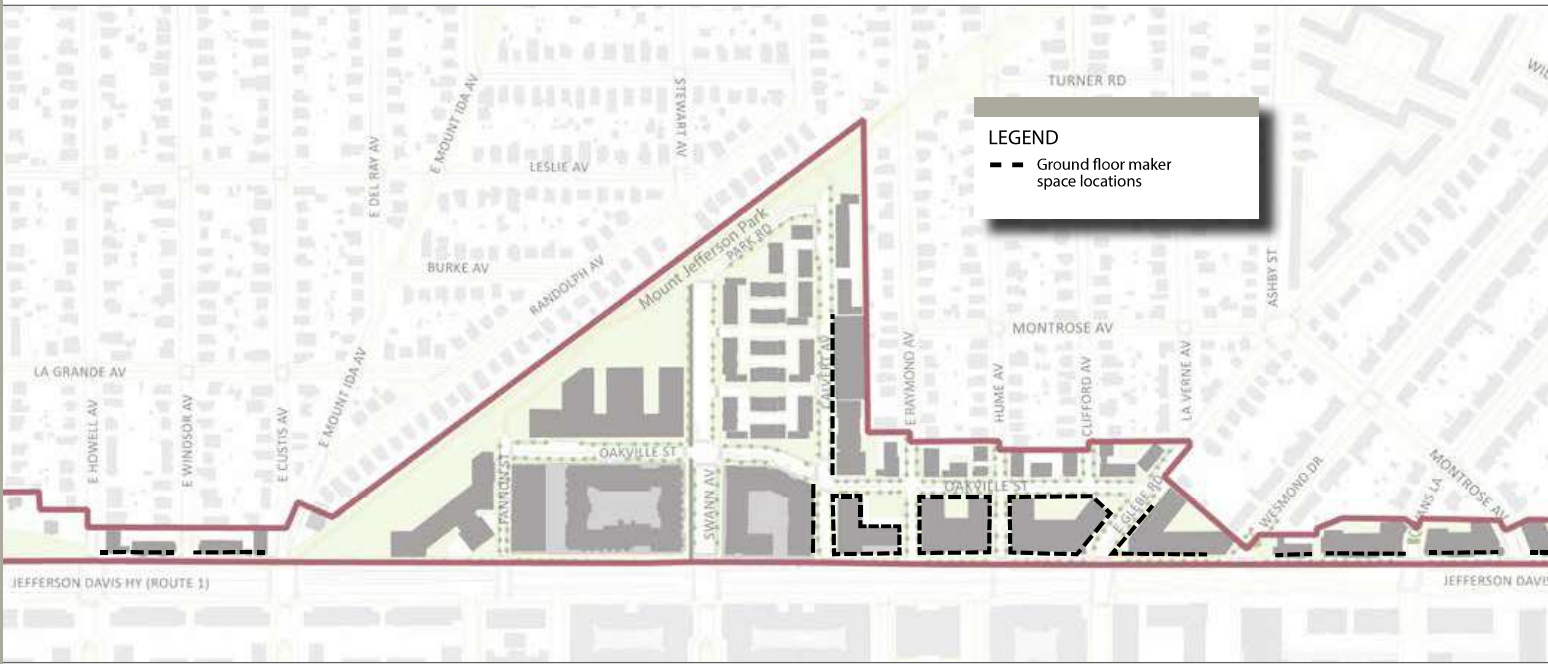 TURNER RD
E MOUNT IDA AV
STEWART AV
LEGEND
Ground floor maker
space locations
E DEL RAY AV
LESLIE AV
Mount Jefferson Park
PARK RD
BURKE AV
RANDOLPH AV
ASHBY ST
MONTROSE AV
LA GRANDE AV
E HOWELL AV
E WINDSOR AV
E CUSTIS AV
E MOUNT IDA AV
E RAYMOND AV
HUME AV
CLIFFORD AV
LA VERNE AV
OAKVILLE ST
FANNON ST
SWANN AV
OAKVILLE ST
E GLEBE RD
WESMOND DR
MONTROSE AV
JEFFERSON DAVIS HY (ROUTE 1)
JEFFERSON DAVIS